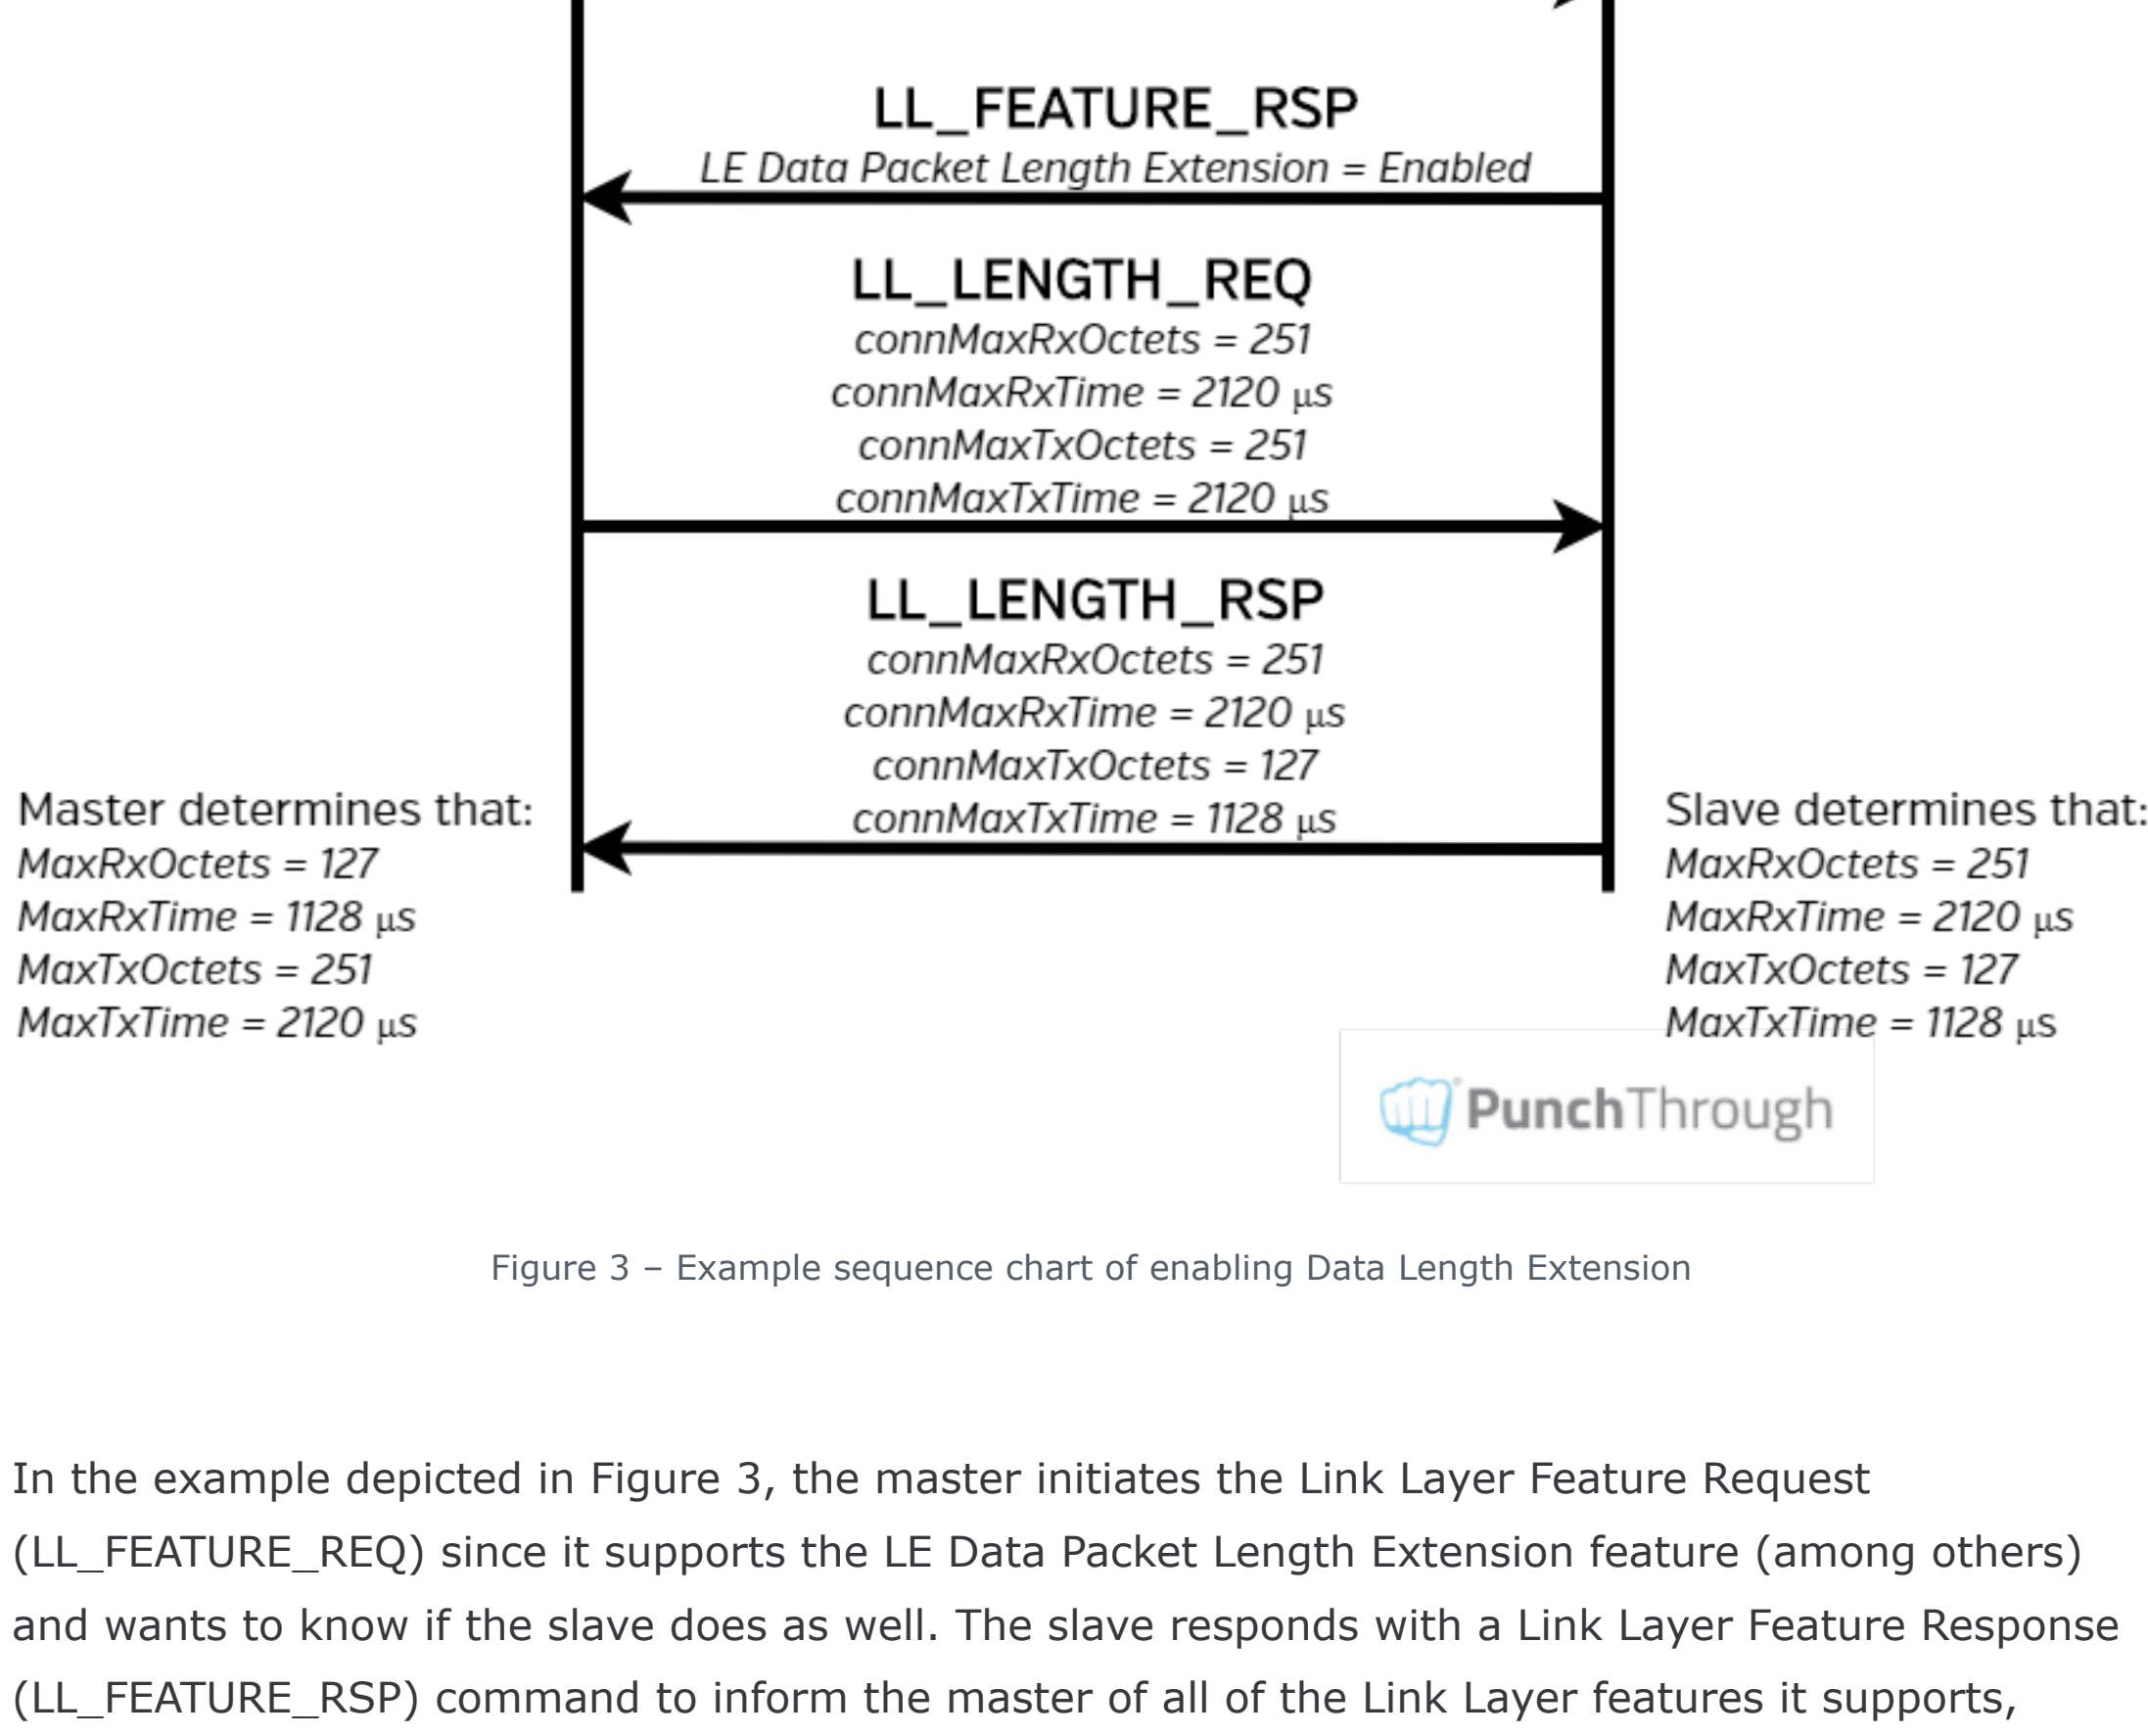 LL_FEATURE_RSP
LE Data Packet Length Extension = Enabled
LL_LENGTH_REQ
connMaxRxOctets = 251
connMaxRxTime = 2120 µs
connMaxTxOctets = 251
connMaxTxTime = 2120 µs
LL_LENGTH_RSP
connMaxRxOctets = 251
connMaxRxTime = 2120 µs
connMaxTxOctets = 127
connMaxTxTime = 1128 µs
Master determines that:
MaxRxOctets = 127
MaxRxTime = 1128 µs
MaxTxOctets = 251
MaxTxTime = 2120 µs
Slave determines that:
MaxRxOctets = 251
MaxRxTime = 2120 µs
MaxTxOctets = 127
MaxTxTime = 1128 µs
PunchThrough
Figure 3 – Example sequence chart of enabling Data Length Extension
In the example depicted in Figure 3, the master initiates the Link Layer Feature Request
(LL_FEATURE_REQ) since it supports the LE Data Packet Length Extension feature (among others)
and wants to know if the slave does as well. The slave responds with a Link Layer Feature Response
(LL_FEATURE_RSP) command to inform the master of all of the Link Layer features it supports,